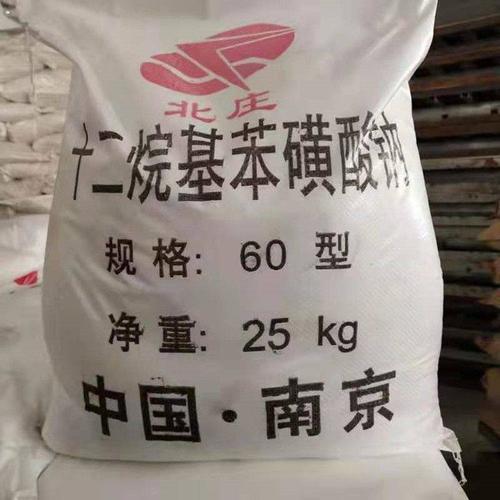 北庄
十二烷基苯磺酸钠
规格: 60 型
净重: 25 kg
中国·南京